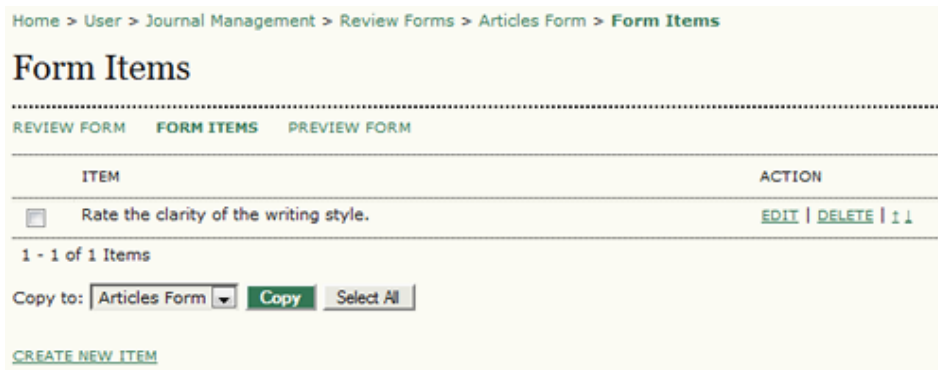 Home > User > Journal Management > Review Forms > Articles Form > Form Items
Form Items
REVIEW FORM FORM ITEMS PREVIEW FORM
ITEM ACTION
Rate the clarity of the writing style. EDIT | DELETE | ↑ ↓
1 - 1 of 1 Items
Copy to: Articles Form Copy Select All
CREATE NEW ITEM